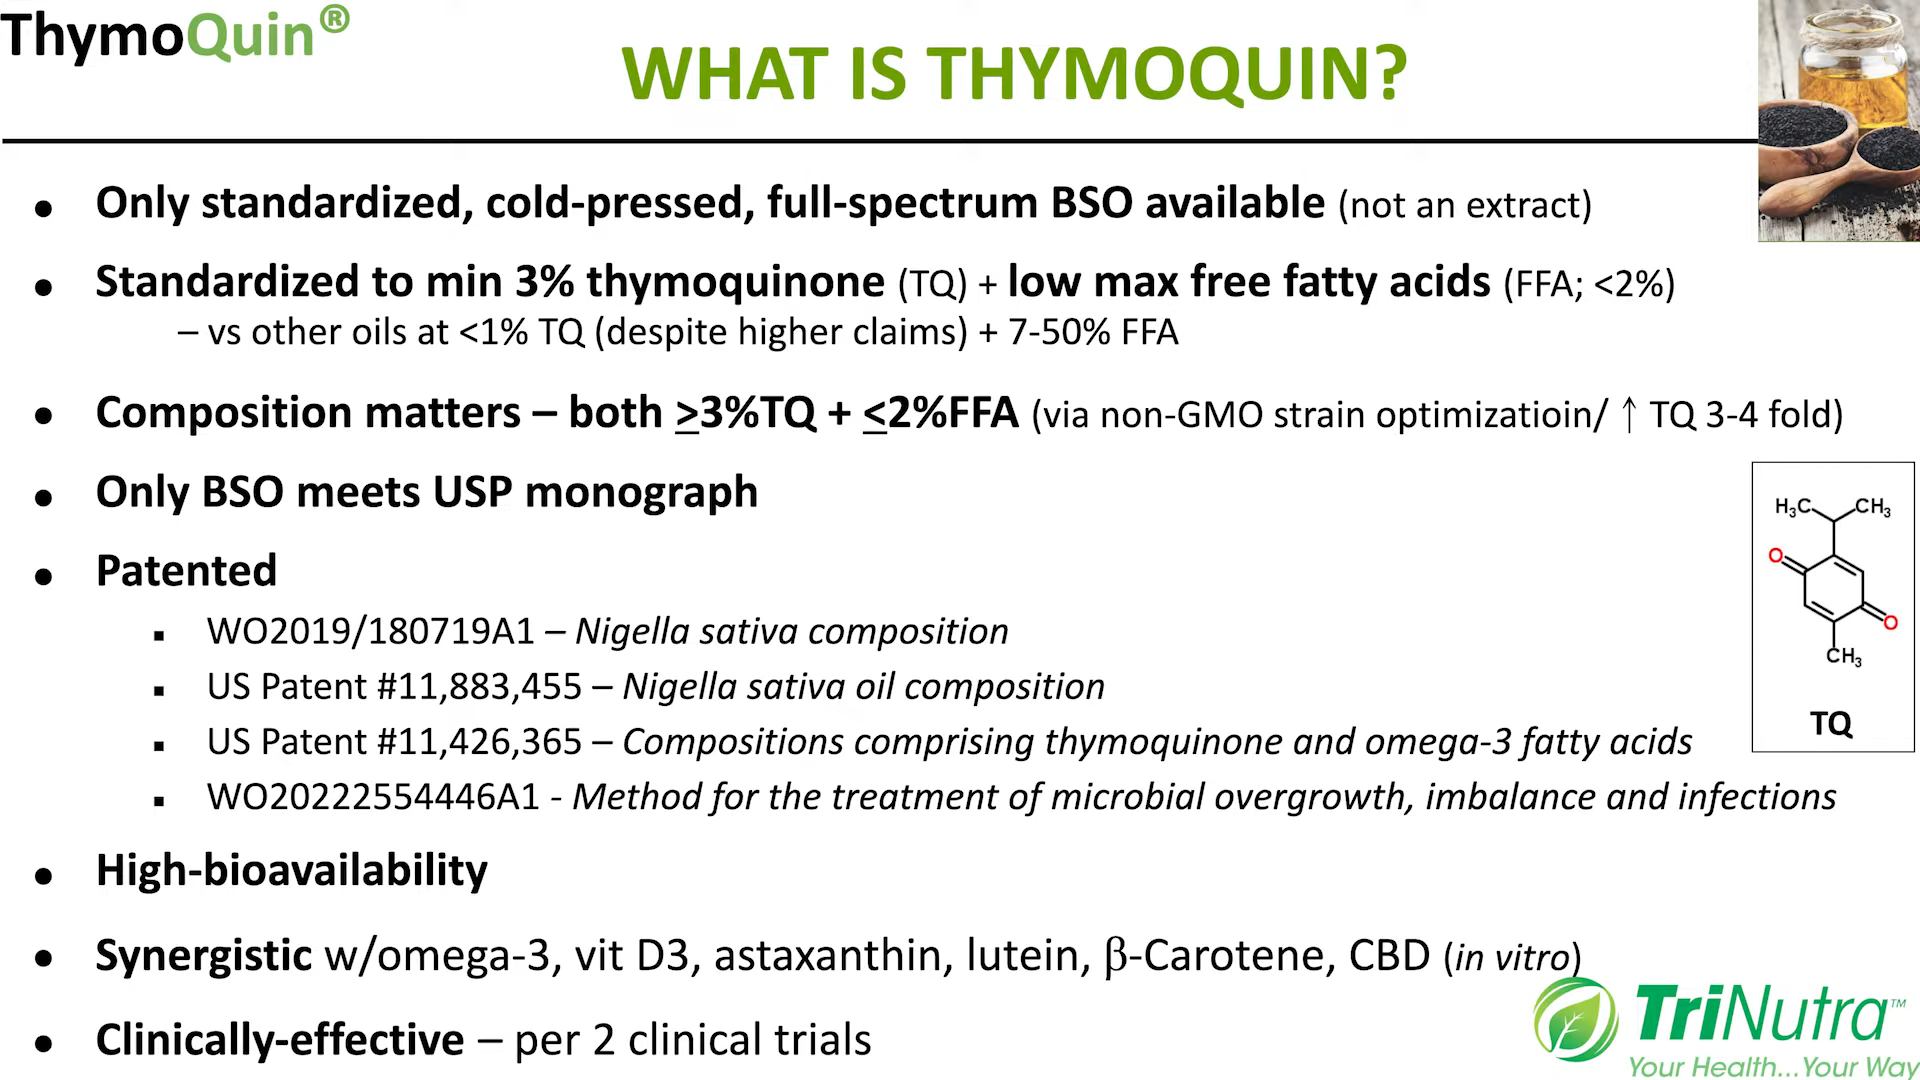 ThymoQuin®
WHAT IS THYMOQUIN?
• Only standardized, cold-pressed, full-spectrum BSO available (not an extract)
• Standardized to min 3% thymoquinone (TQ) + low max free fatty acids (FFA; <2%)
– vs other oils at <1% TQ (despite higher claims) + 7-50% FFA
• Composition matters – both ≥3%TQ + ≤2%FFA (via non-GMO strain optimizatioin/ ↑ TQ 3-4 fold)
• Only BSO meets USP monograph
• Patented
▪ WO2019/180719A1 – Nigella sativa composition
▪ US Patent #11,883,455 – Nigella sativa oil composition
▪ US Patent #11,426,365 – Compositions comprising thymoquinone and omega-3 fatty acids
▪ WO20222554446A1 - Method for the treatment of microbial overgrowth, imbalance and infections
• High-bioavailability
• Synergistic w/omega-3, vit D3, astaxanthin, lutein, β-Carotene, CBD (in vitro)
• Clinically-effective – per 2 clinical trials
H₃C CH₃
O
O
CH₃
TQ
TriNutra™
Your Health...Your Way